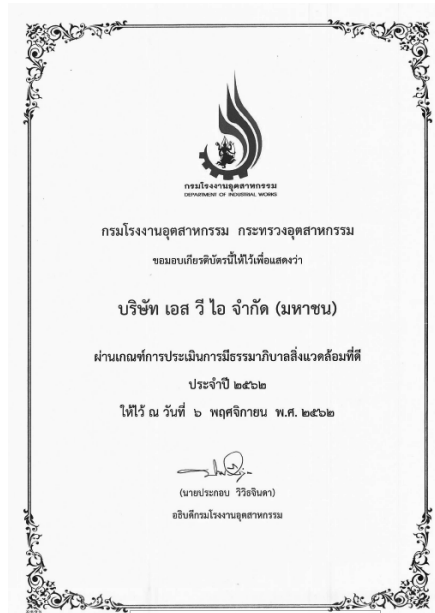 กรมโรงงานอุตสาหกรรม
DEPARTMENT OF INDUSTRIAL WORKS
กรมโรงงานอุตสาหกรรม กระทรวงอุตสาหกรรม
ขอมอบเกียรติบัตรนี้ให้ไว้เพื่อแสดงว่า
บริษัท เอส วี ไอ จำกัด (มหาชน)
ผ่านเกณฑ์การประเมินการมีธรรมาภิบาลสิ่งแวดล้อมที่ดี
ประจำปี ๒๕๖๒
ให้ไว้ ณ วันที่ ๖ พฤศจิกายน พ.ศ. ๒๕๖๒
(นายประกอบ วิวิธจินดา)
อธิบดีกรมโรงงานอุตสาหกรรม